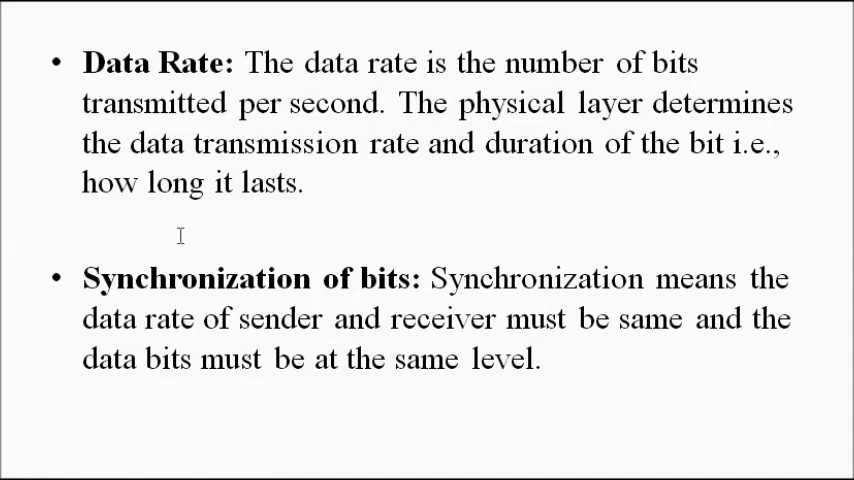 • Data Rate: The data rate is the number of bits
transmitted per second. The physical layer determines
the data transmission rate and duration of the bit i.e.,
how long it lasts.
• Synchronization of bits: Synchronization means the
data rate of sender and receiver must be same and the
data bits must be at the same level.